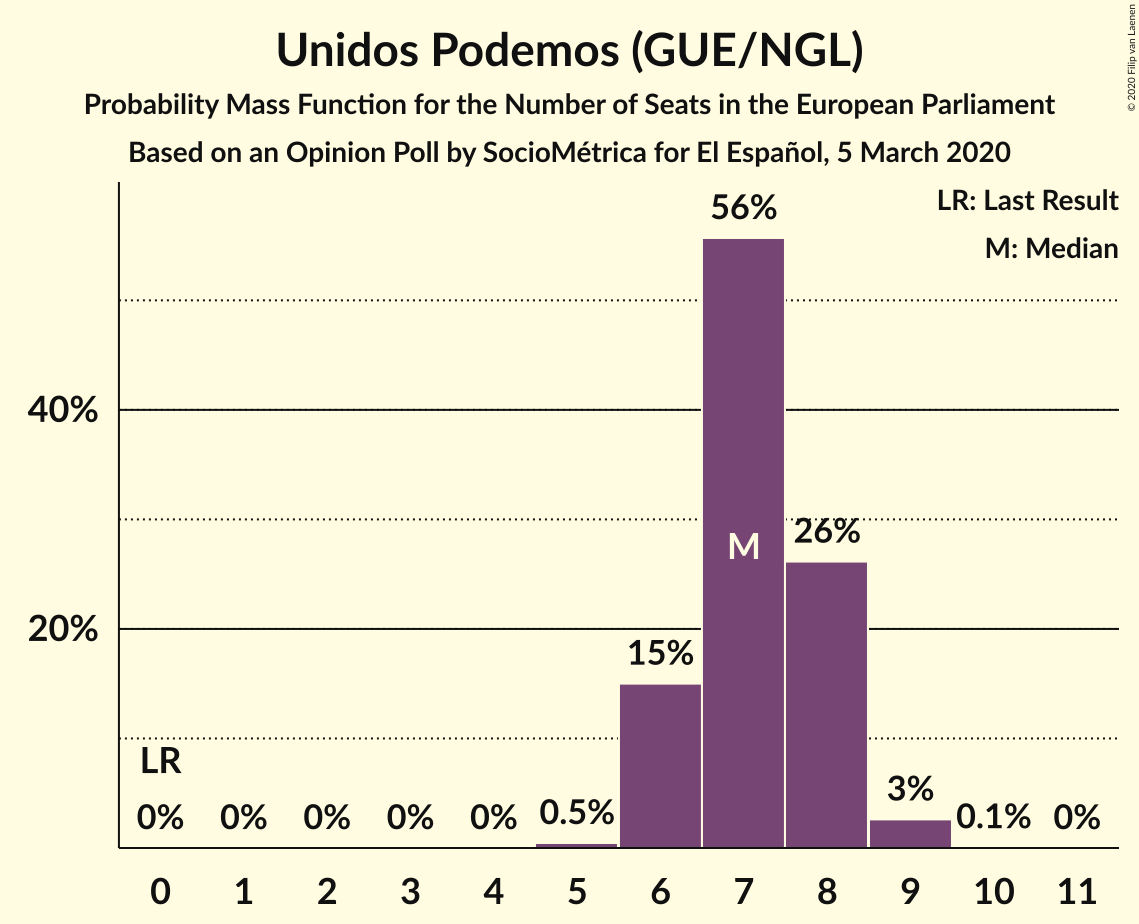 Unidos Podemos (GUE/NGL)
Probability Mass Function for the Number of Seats in the European Parliament
Based on an Opinion Poll by SocioMétrica for El Español, 5 March 2020
© 2020 Filip van Laenen
LR: Last Result
M: Median
56%
40%
M
26%
20%
15%
LR
0% 0% 0% 0% 0% 0.5% 3% 0.1% 0%
0 1 2 3 4 5 6 7 8 9 10 11